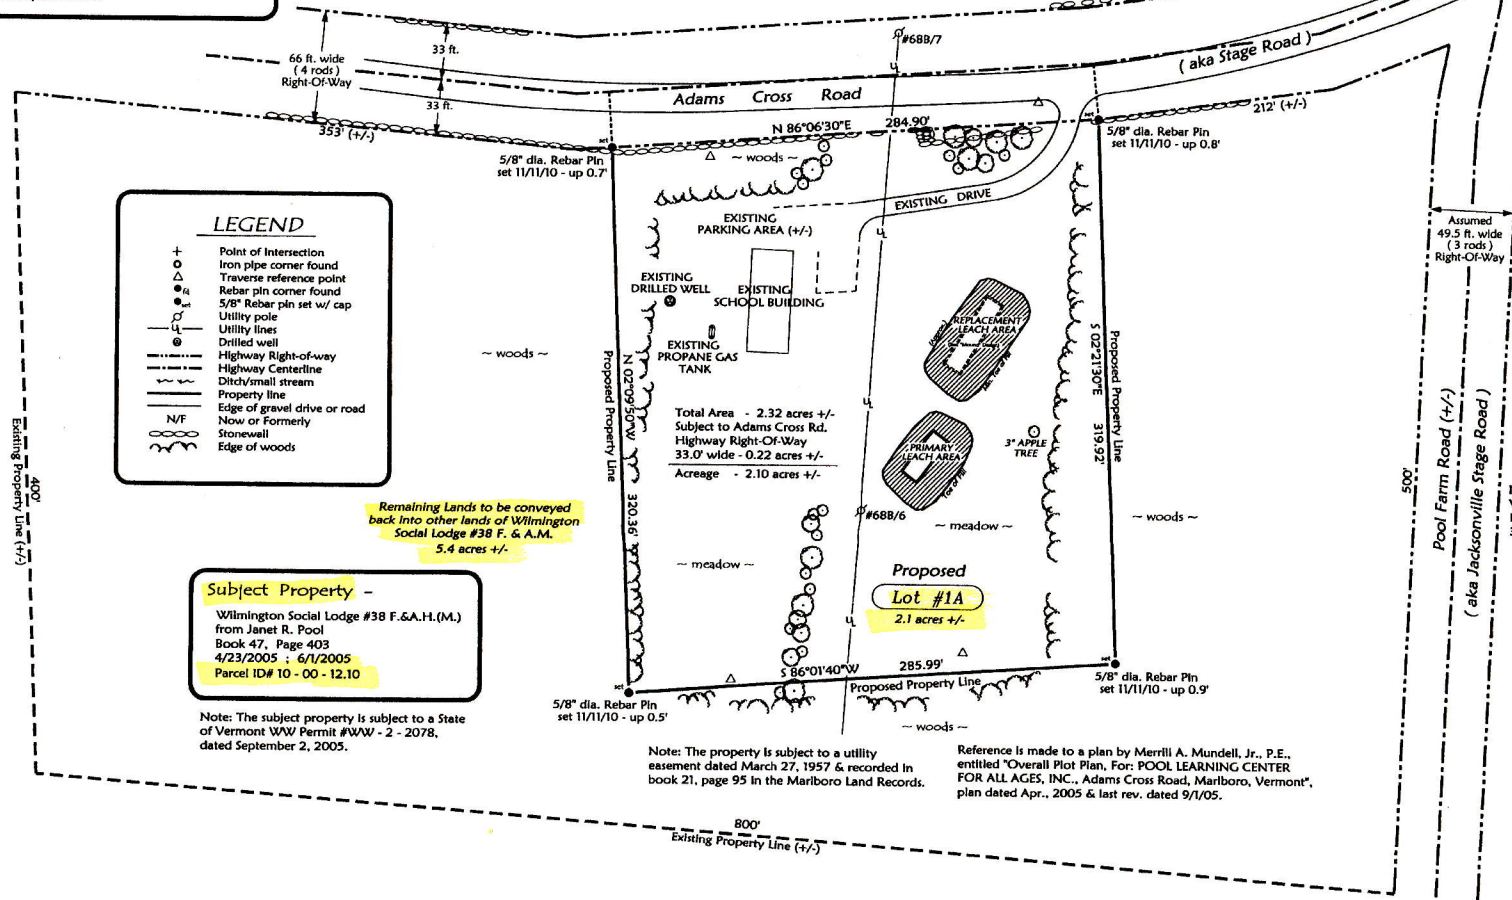 66 ft. wide
( 4 rods )
Right-Of-Way
33 ft.
33 ft.
#68B/7
( aka Stage Road )
Adams Cross Road
353' (+/-)
N 86°06'30"E 284.90'
212' (+/-)
set
5/8" dia. Rebar Pin
set 11/11/10 - up 0.7'
set
5/8" dia. Rebar Pin
set 11/11/10 - up 0.8'
~ woods ~
EXISTING DRIVE
EXISTING
PARKING AREA (+/-)
EXISTING
DRILLED WELL
EXISTING
SCHOOL BUILDING
EXISTING
PROPANE GAS
TANK
REPLACEMENT
LEACH AREA
PRIMARY
LEACH AREA
3" APPLE
TREE
LEGEND
Point of Intersection
Iron pipe corner found
Traverse reference point
fd Rebar pin corner found
set 5/8" Rebar pin set w/ cap
Utility pole
UL Utility lines
Drilled well
Highway Right-of-way
Highway Centerline
Ditch/small stream
Property line
Edge of gravel drive or road
N/F Now or Formerly
Stonewall
Edge of woods
~ woods ~
Proposed Property Line
N 02°09'50"W 320.36'
Total Area - 2.32 acres +/-
Subject to Adams Cross Rd.
Highway Right-Of-Way
33.0' wide - 0.22 acres +/-
Acreage - 2.10 acres +/-
S 02°21'30"E 319.92'
Proposed Property Line
Assumed
49.5 ft. wide
( 3 rods )
Right-Of-Way
Pool Farm Road (+/-)
( aka Jacksonville Stage Road )
500'
400'
Existing Property Line (+/-)
Remaining Lands to be conveyed
back into other lands of Wilmington
Social Lodge #38 F. & A.M.
5.4 acres +/-
#68B/6
~ meadow ~
~ woods ~
~ meadow ~
Proposed
Lot #1A
2.1 acres +/-
Subject Property -
Wilmington Social Lodge #38 F.&A.H.(M.)
from Janet R. Pool
Book 47, Page 403
4/23/2005 ; 6/1/2005
Parcel ID# 10 - 00 - 12.10
S 86°01'40"W 285.99'
Proposed Property Line
set
5/8" dia. Rebar Pin
set 11/11/10 - up 0.5'
set
5/8" dia. Rebar Pin
set 11/11/10 - up 0.9'
~ woods ~
Note: The subject property is subject to a State
of Vermont WW Permit #WW - 2 - 2078,
dated September 2, 2005.
Note: The property is subject to a utility
easement dated March 27, 1957 & recorded in
book 21, page 95 in the Marlboro Land Records.
Reference is made to a plan by Merrill A. Mundell, Jr., P.E.,
entitled "Overall Plot Plan, For: POOL LEARNING CENTER
FOR ALL AGES, INC., Adams Cross Road, Marlboro, Vermont",
plan dated Apr., 2005 & last rev. dated 9/1/05.
800'
Existing Property Line (+/-)